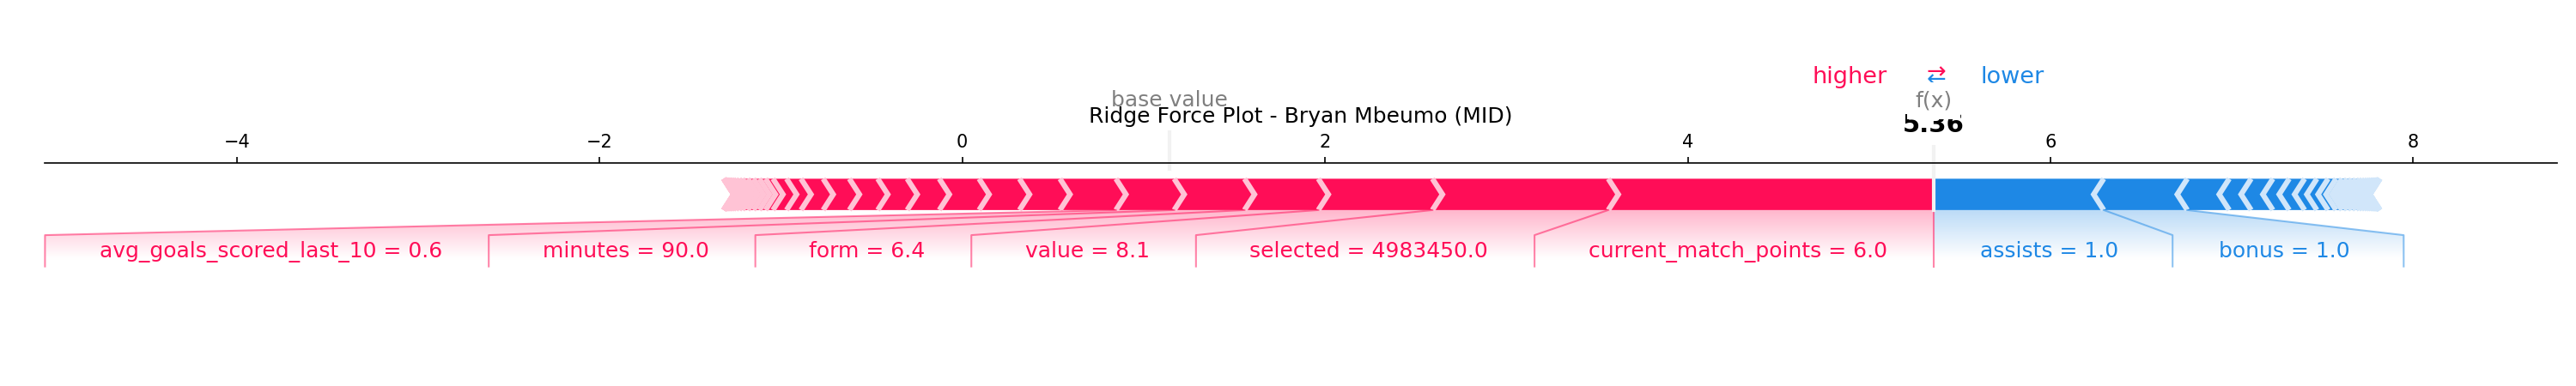 higher ⇄ lower
base value
f(x)
Ridge Force Plot - Bryan Mbeumo (MID)
5.36
−4 −2 0 2 4 6 8
avg_goals_scored_last_10 = 0.6 minutes = 90.0 form = 6.4 value = 8.1 selected = 4983450.0 current_match_points = 6.0 assists = 1.0 bonus = 1.0